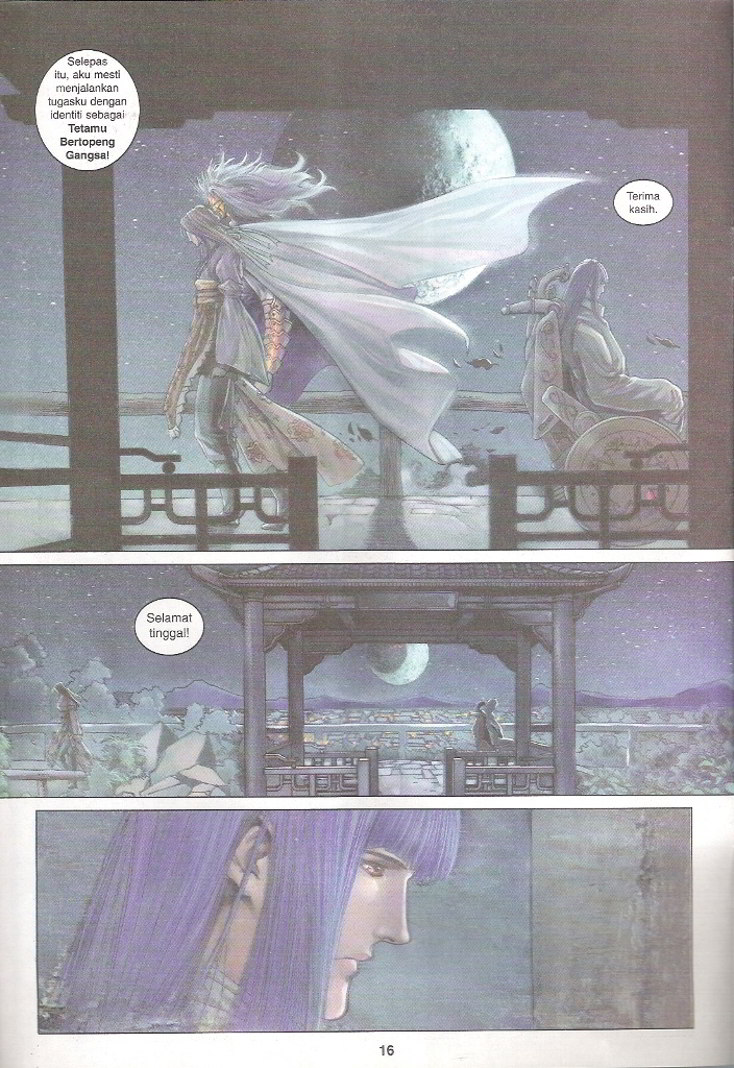 Selepas
itu, aku mesti
menjalankan
tugasku dengan
identiti sebagai
Tetamu
Bertopeng
Gangsa!
Terima
kasih.
Selamat
tinggal!
16